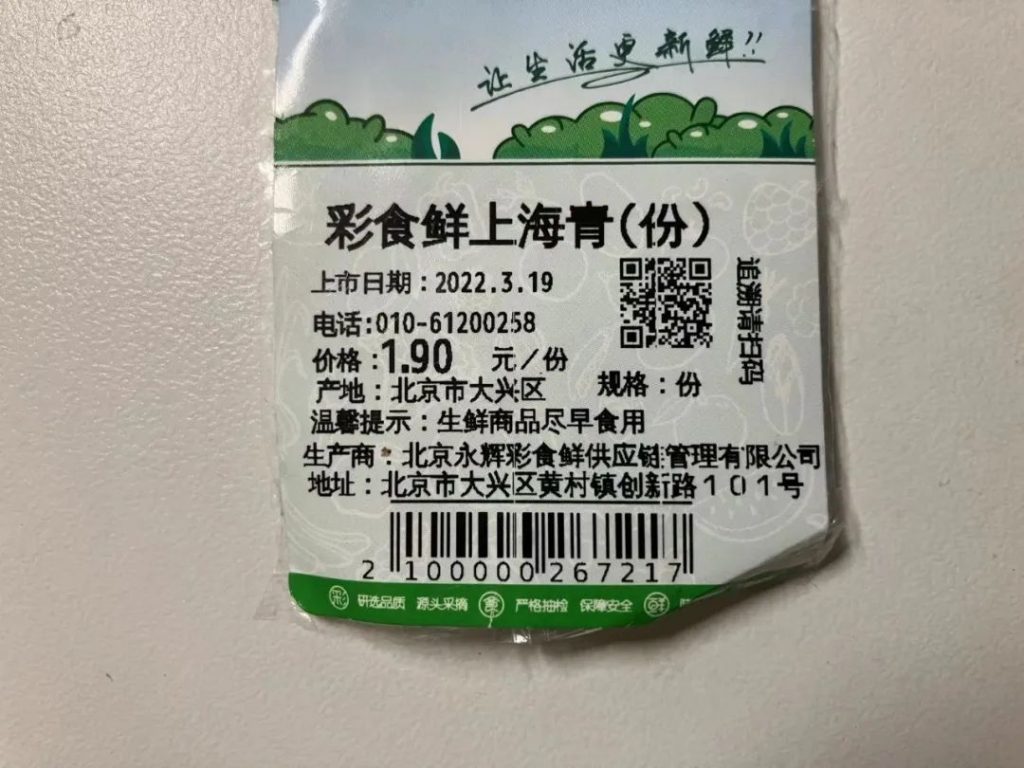 让生活更新鲜!!
彩食鲜上海青(份)
上市日期：2022.3.19
追溯请扫码
电话:010-61200258
价格:1.90 元/份
产地：北京市大兴区 规格：份
温馨提示：生鲜商品尽早食用
生产商：北京永辉彩食鲜供应链管理有限公司
地址：北京市大兴区黄村镇创新路101号
2 100000 267217
彩 研选品质 源头采摘 食 严格抽检 保障安全 鲜